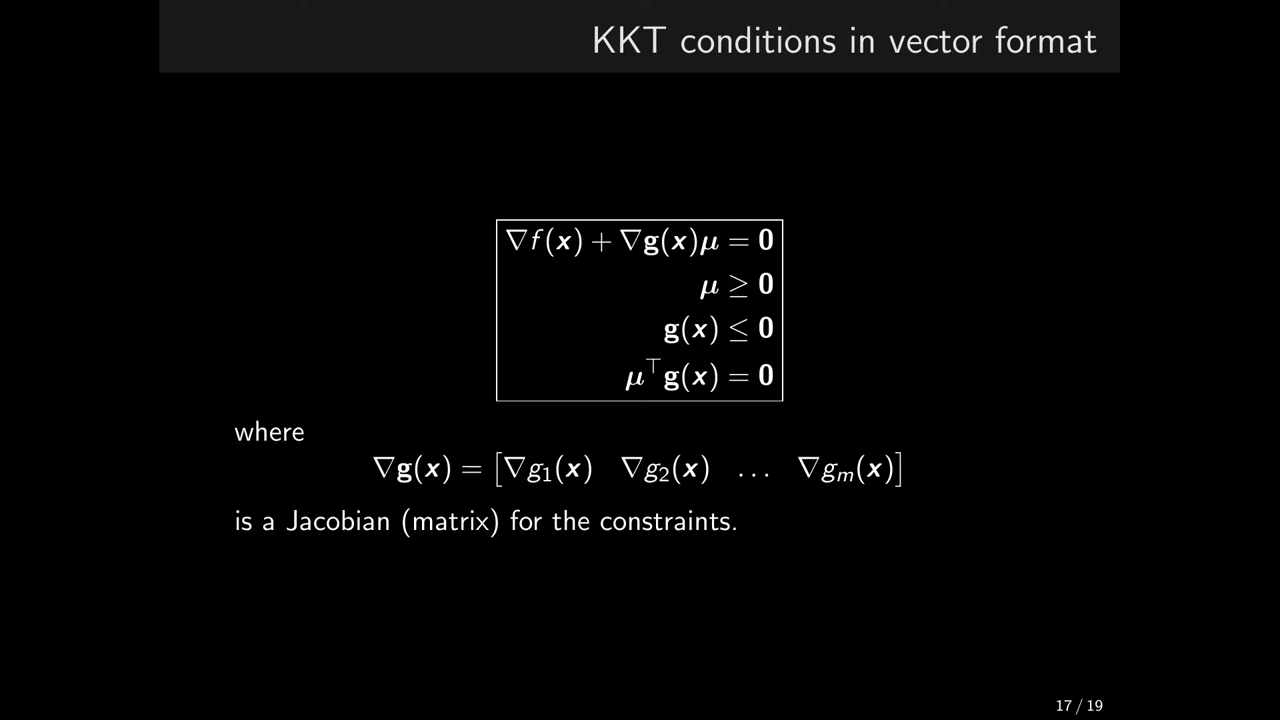 KKT conditions in vector format
∇f(x) + ∇g(x)μ = 0
μ ≥ 0
g(x) ≤ 0
μ⊤g(x) = 0
where
∇g(x) = [∇g₁(x) ∇g₂(x) … ∇gₘ(x)]
is a Jacobian (matrix) for the constraints.
17 / 19